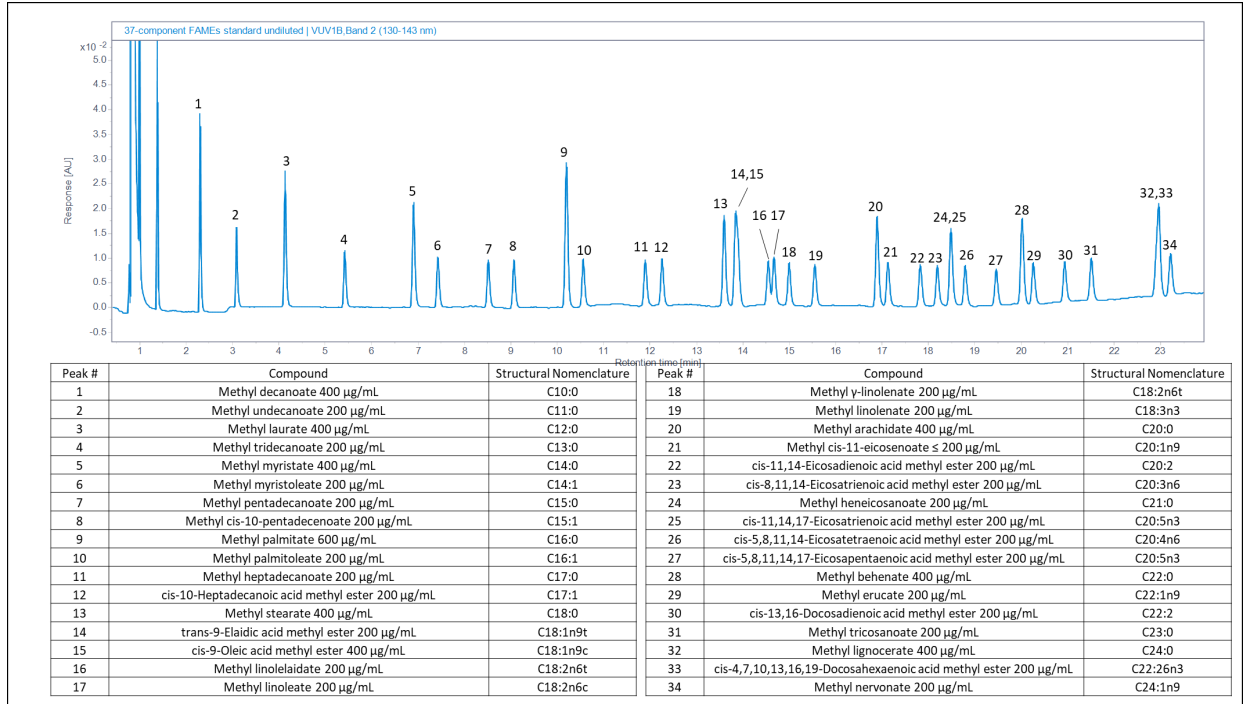 37-component FAMEs standard undiluted | VUV1B,Band 2 (130-143 nm)
x10 -2
5.0
4.5
4.0
3.5
3.0
2.5
2.0
1.5
1.0
0.5
0.0
-0.5
Response [AU]
1
2
3
4
5
6
7
8
9
10
11
12
13
14,15
16
17
18
19
20
21
22
23
24,25
26
27
28
29
30
31
32,33
34
1 2 3 4 5 6 7 8 9 10 11 12 13 14 15 16 17 18 19 20 21 22 23
Retention time [min]
Peak # Compound Structural Nomenclature
1 Methyl decanoate 400 µg/mL C10:0
2 Methyl undecanoate 200 µg/mL C11:0
3 Methyl laurate 400 µg/mL C12:0
4 Methyl tridecanoate 200 µg/mL C13:0
5 Methyl myristate 400 µg/mL C14:0
6 Methyl myristoleate 200 µg/mL C14:1
7 Methyl pentadecanoate 200 µg/mL C15:0
8 Methyl cis-10-pentadecenoate 200 µg/mL C15:1
9 Methyl palmitate 600 µg/mL C16:0
10 Methyl palmitoleate 200 µg/mL C16:1
11 Methyl heptadecanoate 200 µg/mL C17:0
12 cis-10-Heptadecanoic acid methyl ester 200 µg/mL C17:1
13 Methyl stearate 400 µg/mL C18:0
14 trans-9-Elaidic acid methyl ester 200 µg/mL C18:1n9t
15 cis-9-Oleic acid methyl ester 400 µg/mL C18:1n9c
16 Methyl linolelaidate 200 µg/mL C18:2n6t
17 Methyl linoleate 200 µg/mL C18:2n6c
Peak # Compound Structural Nomenclature
18 Methyl y-linolenate 200 µg/mL C18:2n6t
19 Methyl linolenate 200 µg/mL C18:3n3
20 Methyl arachidate 400 µg/mL C20:0
21 Methyl cis-11-eicosenoate ≤ 200 µg/mL C20:1n9
22 cis-11,14-Eicosadienoic acid methyl ester 200 µg/mL C20:2
23 cis-8,11,14-Eicosatrienoic acid methyl ester 200 µg/mL C20:3n6
24 Methyl heneicosanoate 200 µg/mL C21:0
25 cis-11,14,17-Eicosatrienoic acid methyl ester 200 µg/mL C20:5n3
26 cis-5,8,11,14-Eicosatetraenoic acid methyl ester 200 µg/mL C20:4n6
27 cis-5,8,11,14,17-Eicosapentaenoic acid methyl ester 200 µg/mL C20:5n3
28 Methyl behenate 400 µg/mL C22:0
29 Methyl erucate 200 µg/mL C22:1n9
30 cis-13,16-Docosadienoic acid methyl ester 200 µg/mL C22:2
31 Methyl tricosanoate 200 µg/mL C23:0
32 Methyl lignocerate 400 µg/mL C24:0
33 cis-4,7,10,13,16,19-Docosahexaenoic acid methyl ester 200 µg/mL C22:26n3
34 Methyl nervonate 200 µg/mL C24:1n9